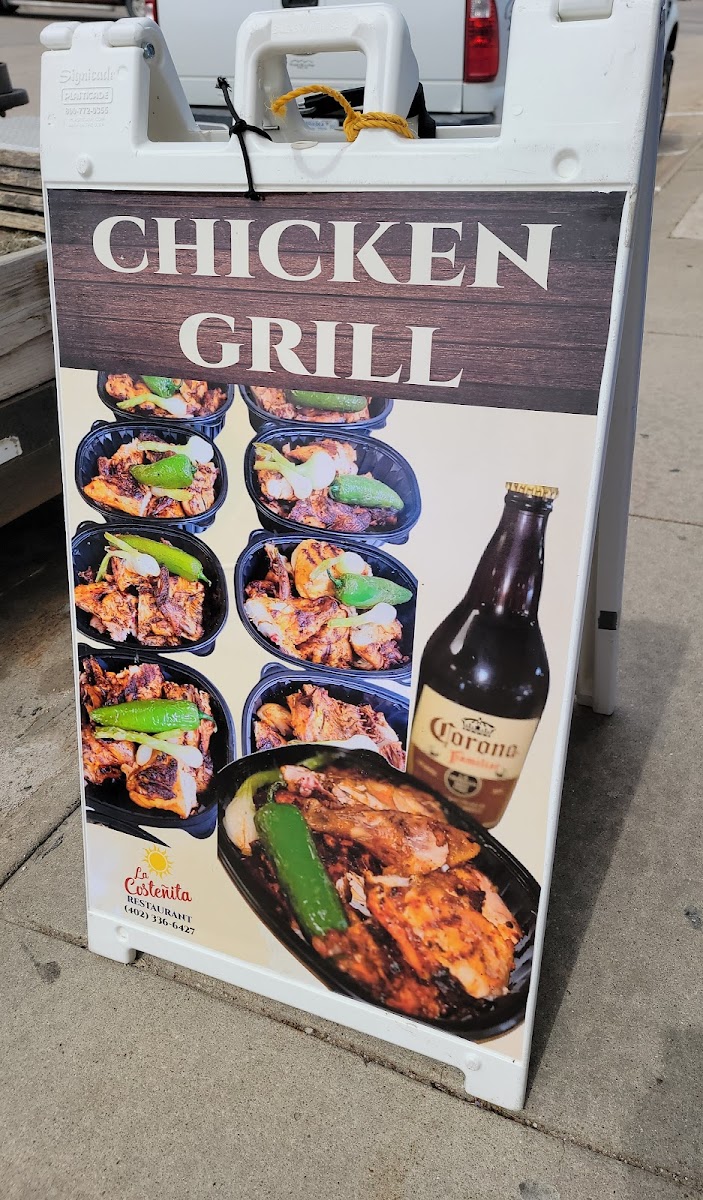 Signicade
PLASTICADE
CHICKEN
GRILL
Corona
Familiar
La
Costeñita
RESTAURANT
(402) 336-6427